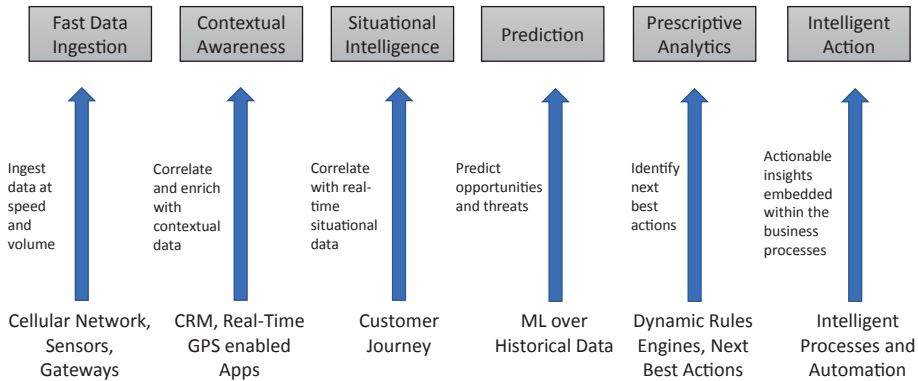 Fast Data
Ingestion
Contextual
Awareness
Situational
Intelligence
Prediction
Prescriptive
Analytics
Intelligent
Action
Ingest
data at
speed
and
volume
Correlate
and enrich
with
contextual
data
Correlate
with real-
time
situational
data
Predict
opportunities
and threats
Identify
next
best
actions
Actionable
insights
embedded
within the
business
processes
Cellular Network,
Sensors,
Gateways
CRM, Real-Time
GPS enabled
Apps
Customer
Journey
ML over
Historical Data
Dynamic Rules
Engines, Next
Best Actions
Intelligent
Processes and
Automation